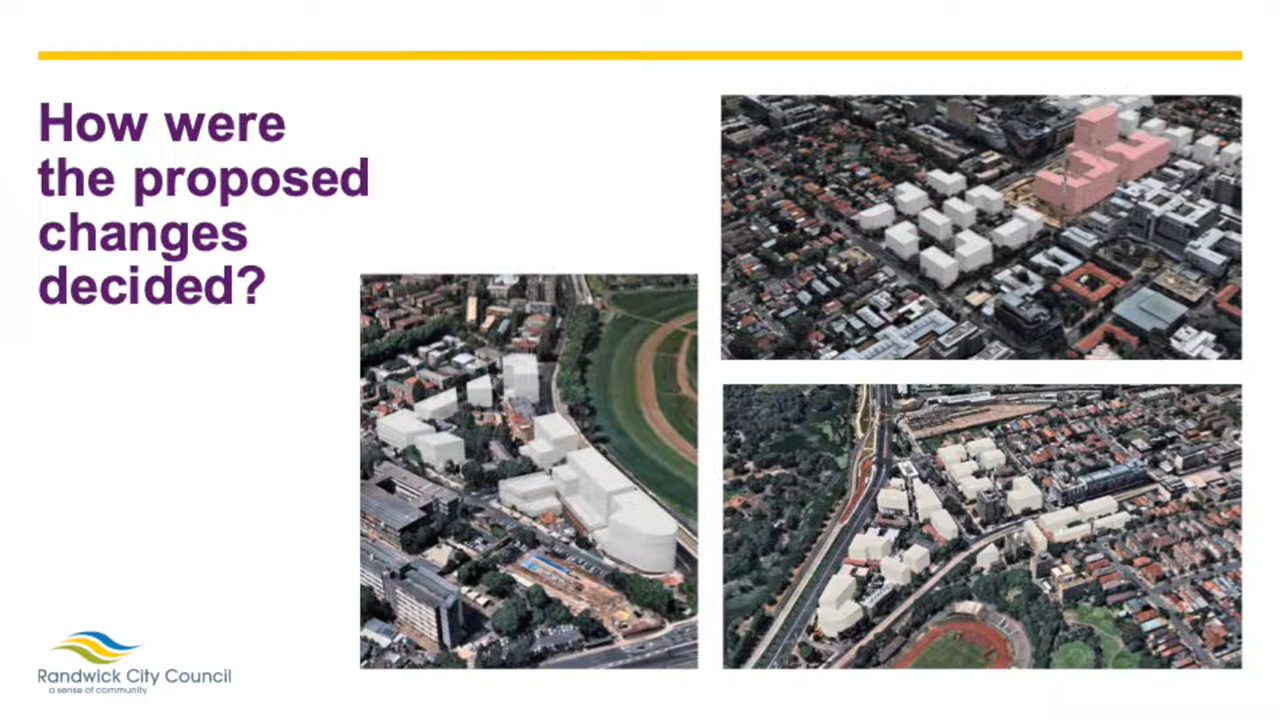 How were
the proposed
changes
decided?
Randwick City Council
a sense of community